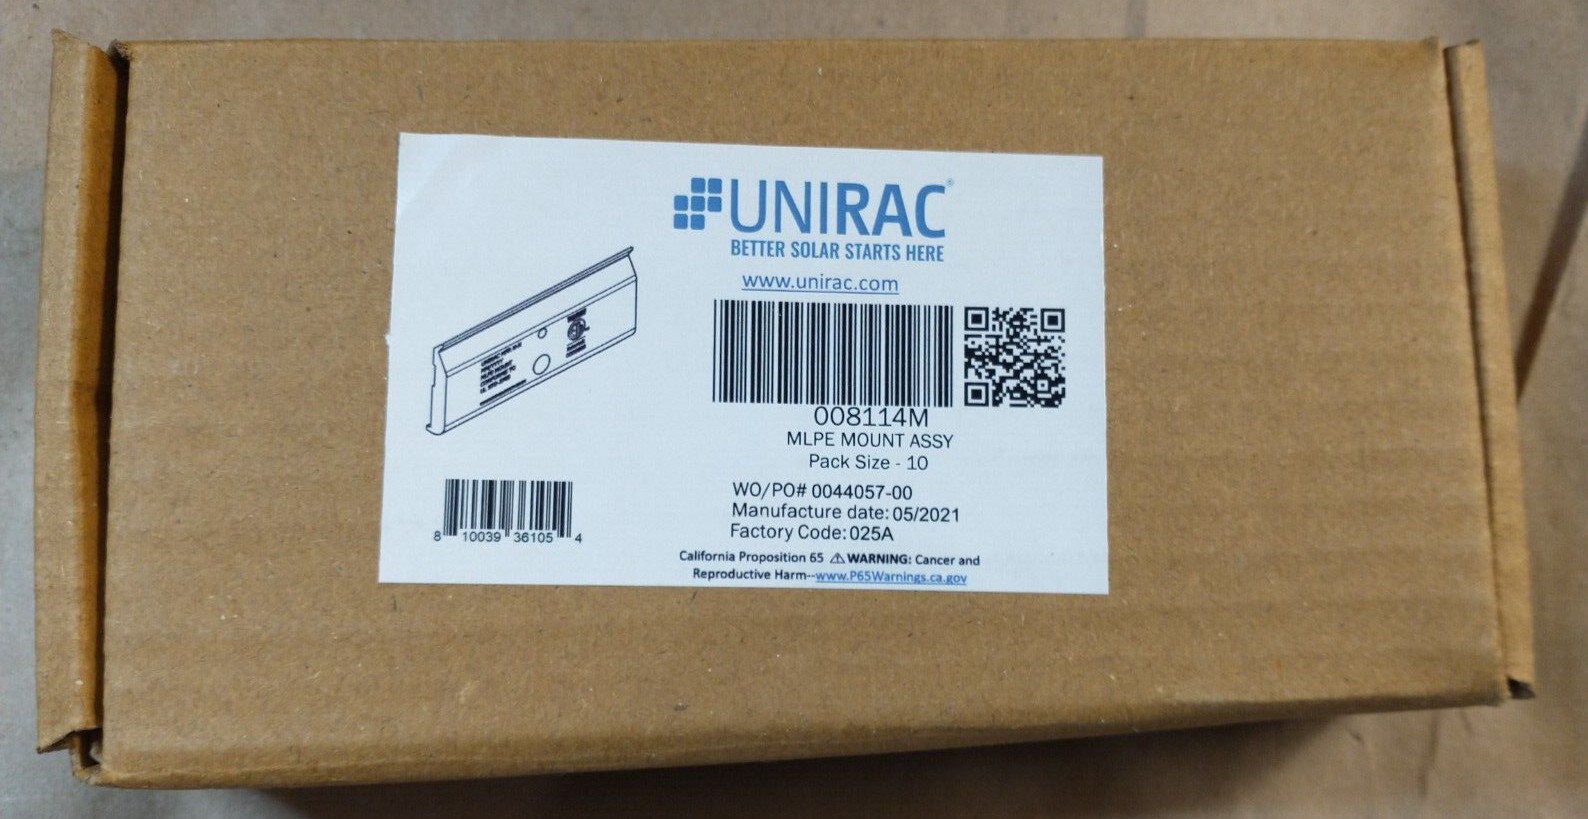 UNIRAC®
BETTER SOLAR STARTS HERE
www.unirac.com
008114M
MLPE MOUNT ASSY
Pack Size - 10
WO/PO# 0044057-00
Manufacture date: 05/2021
Factory Code: 025A
California Proposition 65 ⚠ WARNING: Cancer and
Reproductive Harm--www.P65Warnings.ca.gov
MLPE MOUNT
8 10039 36105 4